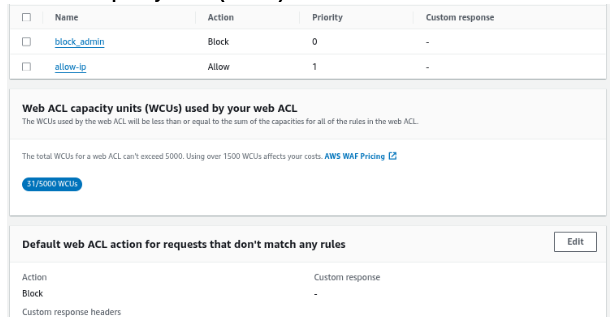 Name Action Priority Custom response
block_admin Block 0 -
allow-ip Allow 1 -
Web ACL capacity units (WCUs) used by your web ACL
The WCUs used by the web ACL will be less than or equal to the sum of the capacities for all of the rules in the web ACL.
The total WCUs for a web ACL can't exceed 5000. Using over 1500 WCUs affects your costs. AWS WAF Pricing
31/5000 WCUs
Default web ACL action for requests that don't match any rules Edit
Action Custom response
Block -
Custom response headers